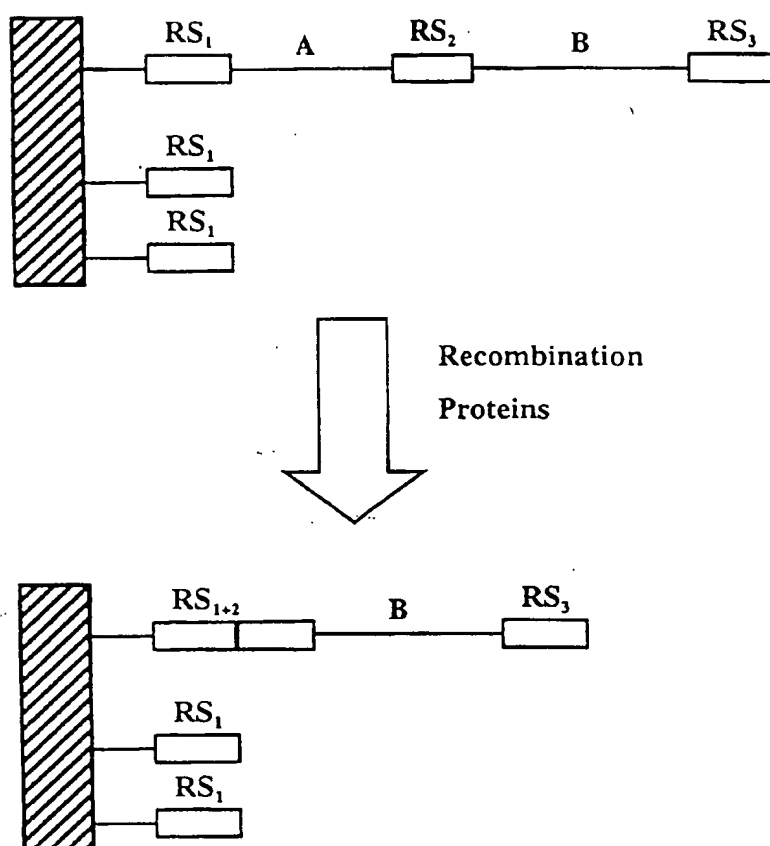 RS₁ A RS₂ B RS₃
RS₁
RS₁
Recombination
Proteins
RS₁₊₂ B RS₃
RS₁
RS₁